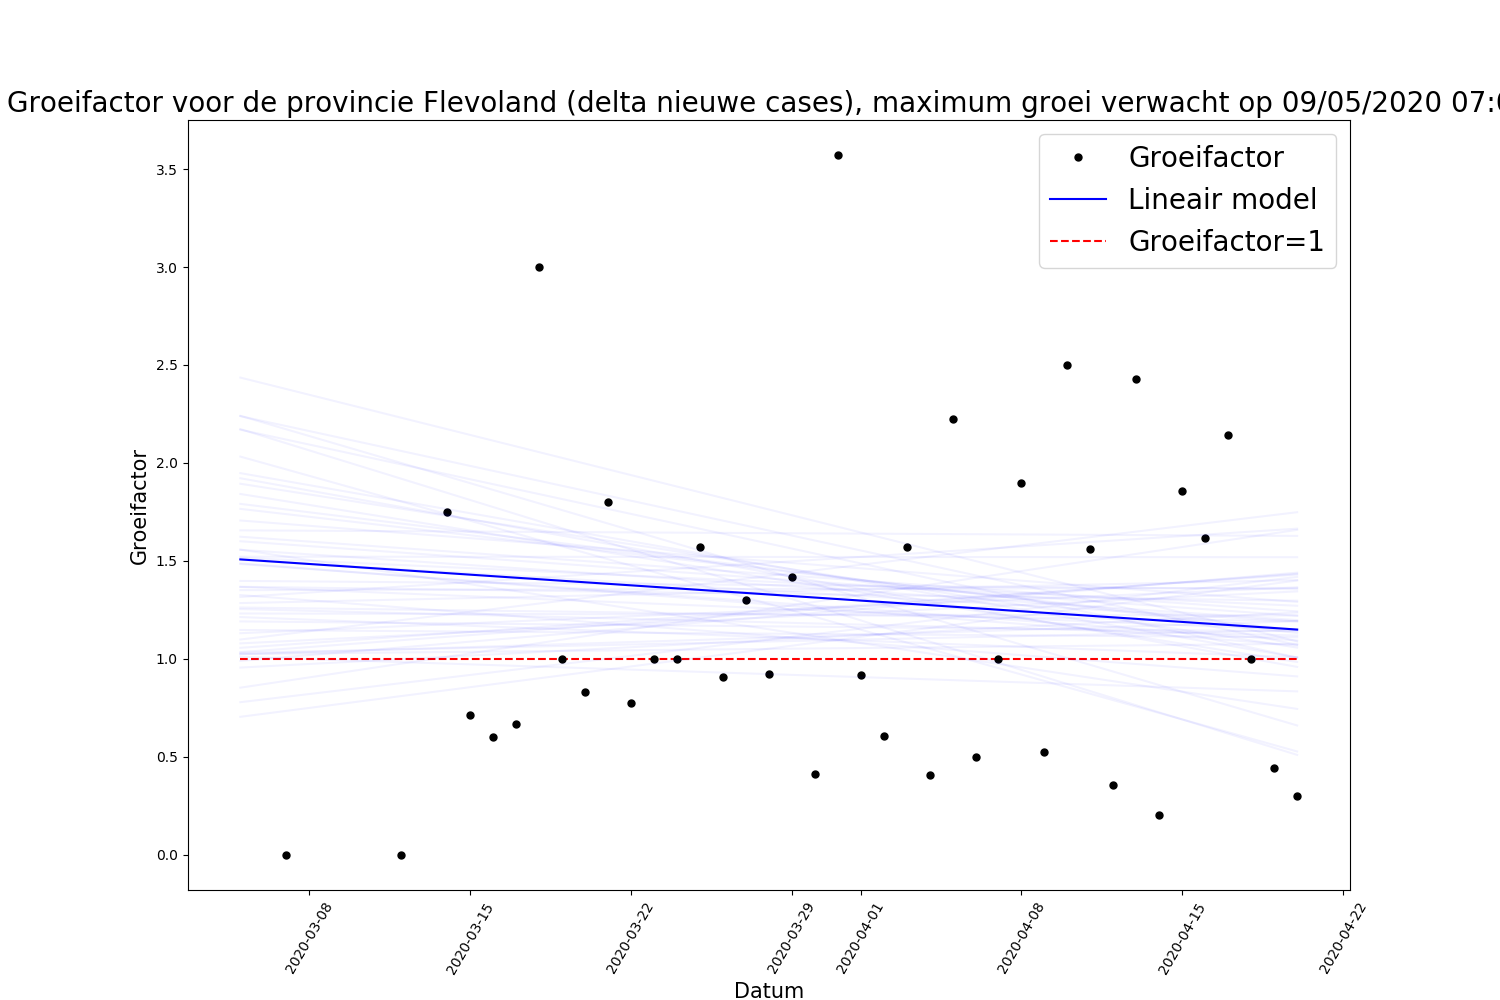 Groeifactor voor de provincie Flevoland (delta nieuwe cases), maximum groei verwacht op 09/05/2020
Groeifactor
Lineair model
Groeifactor=1
3.5
3.0
2.5
2.0
1.5
1.0
0.5
0.0
Groeifactor
2020-03-08
2020-03-15
2020-03-22
2020-03-29
2020-04-01
2020-04-08
2020-04-15
2020-04-22
Datum